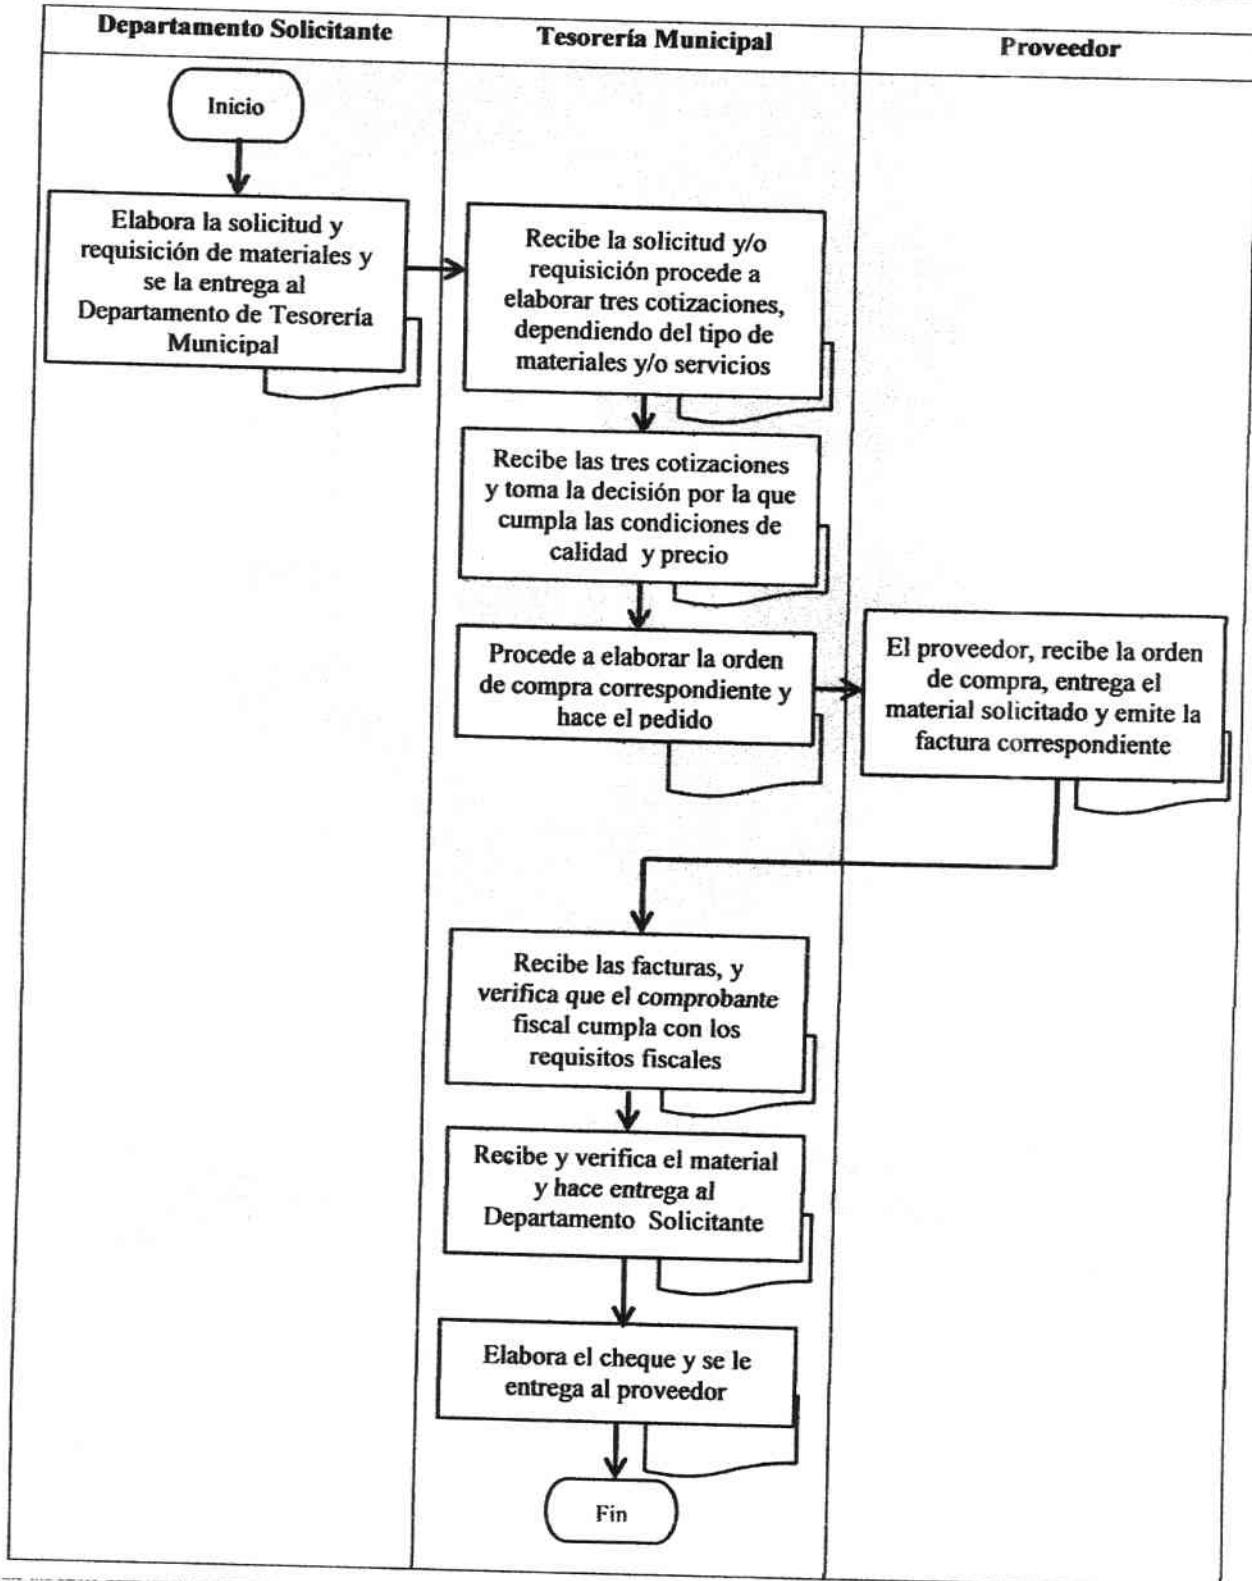 Departamento Solicitante
Tesorería Municipal
Proveedor
Inicio
Elabora la solicitud y
requisición de materiales y
se la entrega al
Departamento de Tesorería
Municipal
Recibe la solicitud y/o
requisición procede a
elaborar tres cotizaciones,
dependiendo del tipo de
materiales y/o servicios
Recibe las tres cotizaciones
y toma la decisión por la que
cumpla las condiciones de
calidad y precio
Procede a elaborar la orden
de compra correspondiente y
hace el pedido
El proveedor, recibe la orden
de compra, entrega el
material solicitado y emite la
factura correspondiente
Recibe las facturas, y
verifica que el comprobante
fiscal cumpla con los
requisitos fiscales
Recibe y verifica el material
y hace entrega al
Departamento Solicitante
Elabora el cheque y se le
entrega al proveedor
Fin